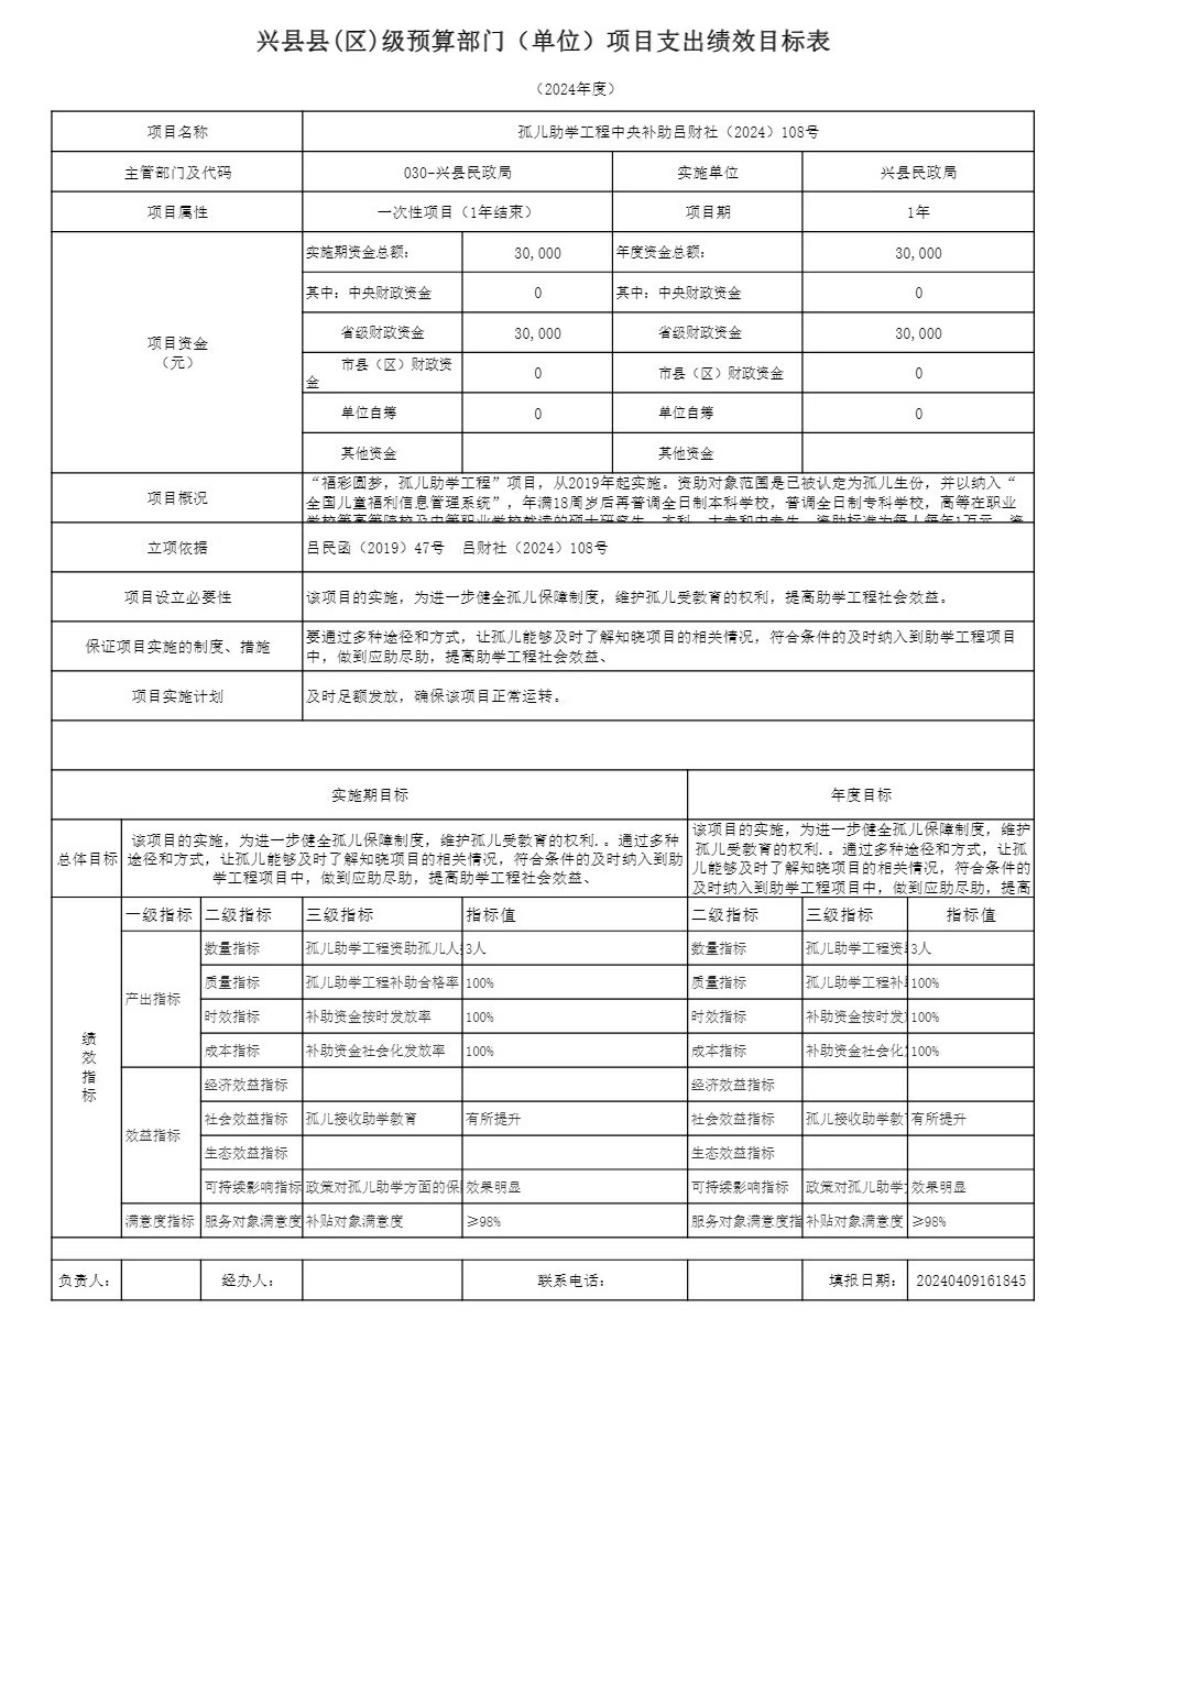 兴县县(区)级预算部门（单位）项目支出绩效目标表
（2024年度）
项目名称 孤儿助学工程中央补助吕财社（2024）108号
主管部门及代码 030-兴县民政局 实施单位 兴县民政局
项目属性 一次性项目（1年结束） 项目期 1年
项目资金
（元）
实施期资金总额： 30,000 年度资金总额： 30,000
其中：中央财政资金 0 其中：中央财政资金 0
省级财政资金 30,000 省级财政资金 30,000
市县（区）财政资
金 0 市县（区）财政资金 0
单位自筹 0 单位自筹 0
其他资金 其他资金
项目概况
“福彩圆梦，孤儿助学工程”项目，从2019年起实施。资助对象范围是已被认定为孤儿生份，并以纳入“
全国儿童福利信息管理系统”，年满18周岁后再普调全日制本科学校，普调全日制专科学校，高等在职业
学校等高等院校及中等职业学校就读的硕士研究生、本科、大专和中专生。资助标准为每人每年1万元。资
立项依据 吕民函（2019）47号 吕财社（2024）108号
项目设立必要性 该项目的实施，为进一步健全孤儿保障制度，维护孤儿受教育的权利，提高助学工程社会效益。
保证项目实施的制度、措施
要通过多种途径和方式，让孤儿能够及时了解知晓项目的相关情况，符合条件的及时纳入到助学工程项目
中，做到应助尽助，提高助学工程社会效益、
项目实施计划 及时足额发放，确保该项目正常运转。
实施期目标 年度目标
总体目标
该项目的实施，为进一步健全孤儿保障制度，维护孤儿受教育的权利.。通过多种
途径和方式，让孤儿能够及时了解知晓项目的相关情况，符合条件的及时纳入到助
学工程项目中，做到应助尽助，提高助学工程社会效益、
该项目的实施，为进一步健全孤儿保障制度，维护
孤儿受教育的权利.。通过多种途径和方式，让孤
儿能够及时了解知晓项目的相关情况，符合条件的
及时纳入到助学工程项目中，做到应助尽助，提高
绩效指标
一级指标 二级指标 三级指标 指标值 二级指标 三级指标 指标值
产出指标
数量指标 孤儿助学工程资助孤儿人 3人 数量指标 孤儿助学工程资 3人
质量指标 孤儿助学工程补助合格率 100% 质量指标 孤儿助学工程补 100%
时效指标 补助资金按时发放率 100% 时效指标 补助资金按时发 100%
成本指标 补助资金社会化发放率 100% 成本指标 补助资金社会化 100%
效益指标
经济效益指标 经济效益指标
社会效益指标 孤儿接收助学教育 有所提升 社会效益指标 孤儿接收助学教 有所提升
生态效益指标 生态效益指标
可持续影响指标 政策对孤儿助学方面的保 效果明显 可持续影响指标 政策对孤儿助学 效果明显
满意度指标 服务对象满意度 补贴对象满意度 ≥98% 服务对象满意度指 补贴对象满意度 ≥98%
负责人： 经办人： 联系电话： 填报日期： 20240409161845